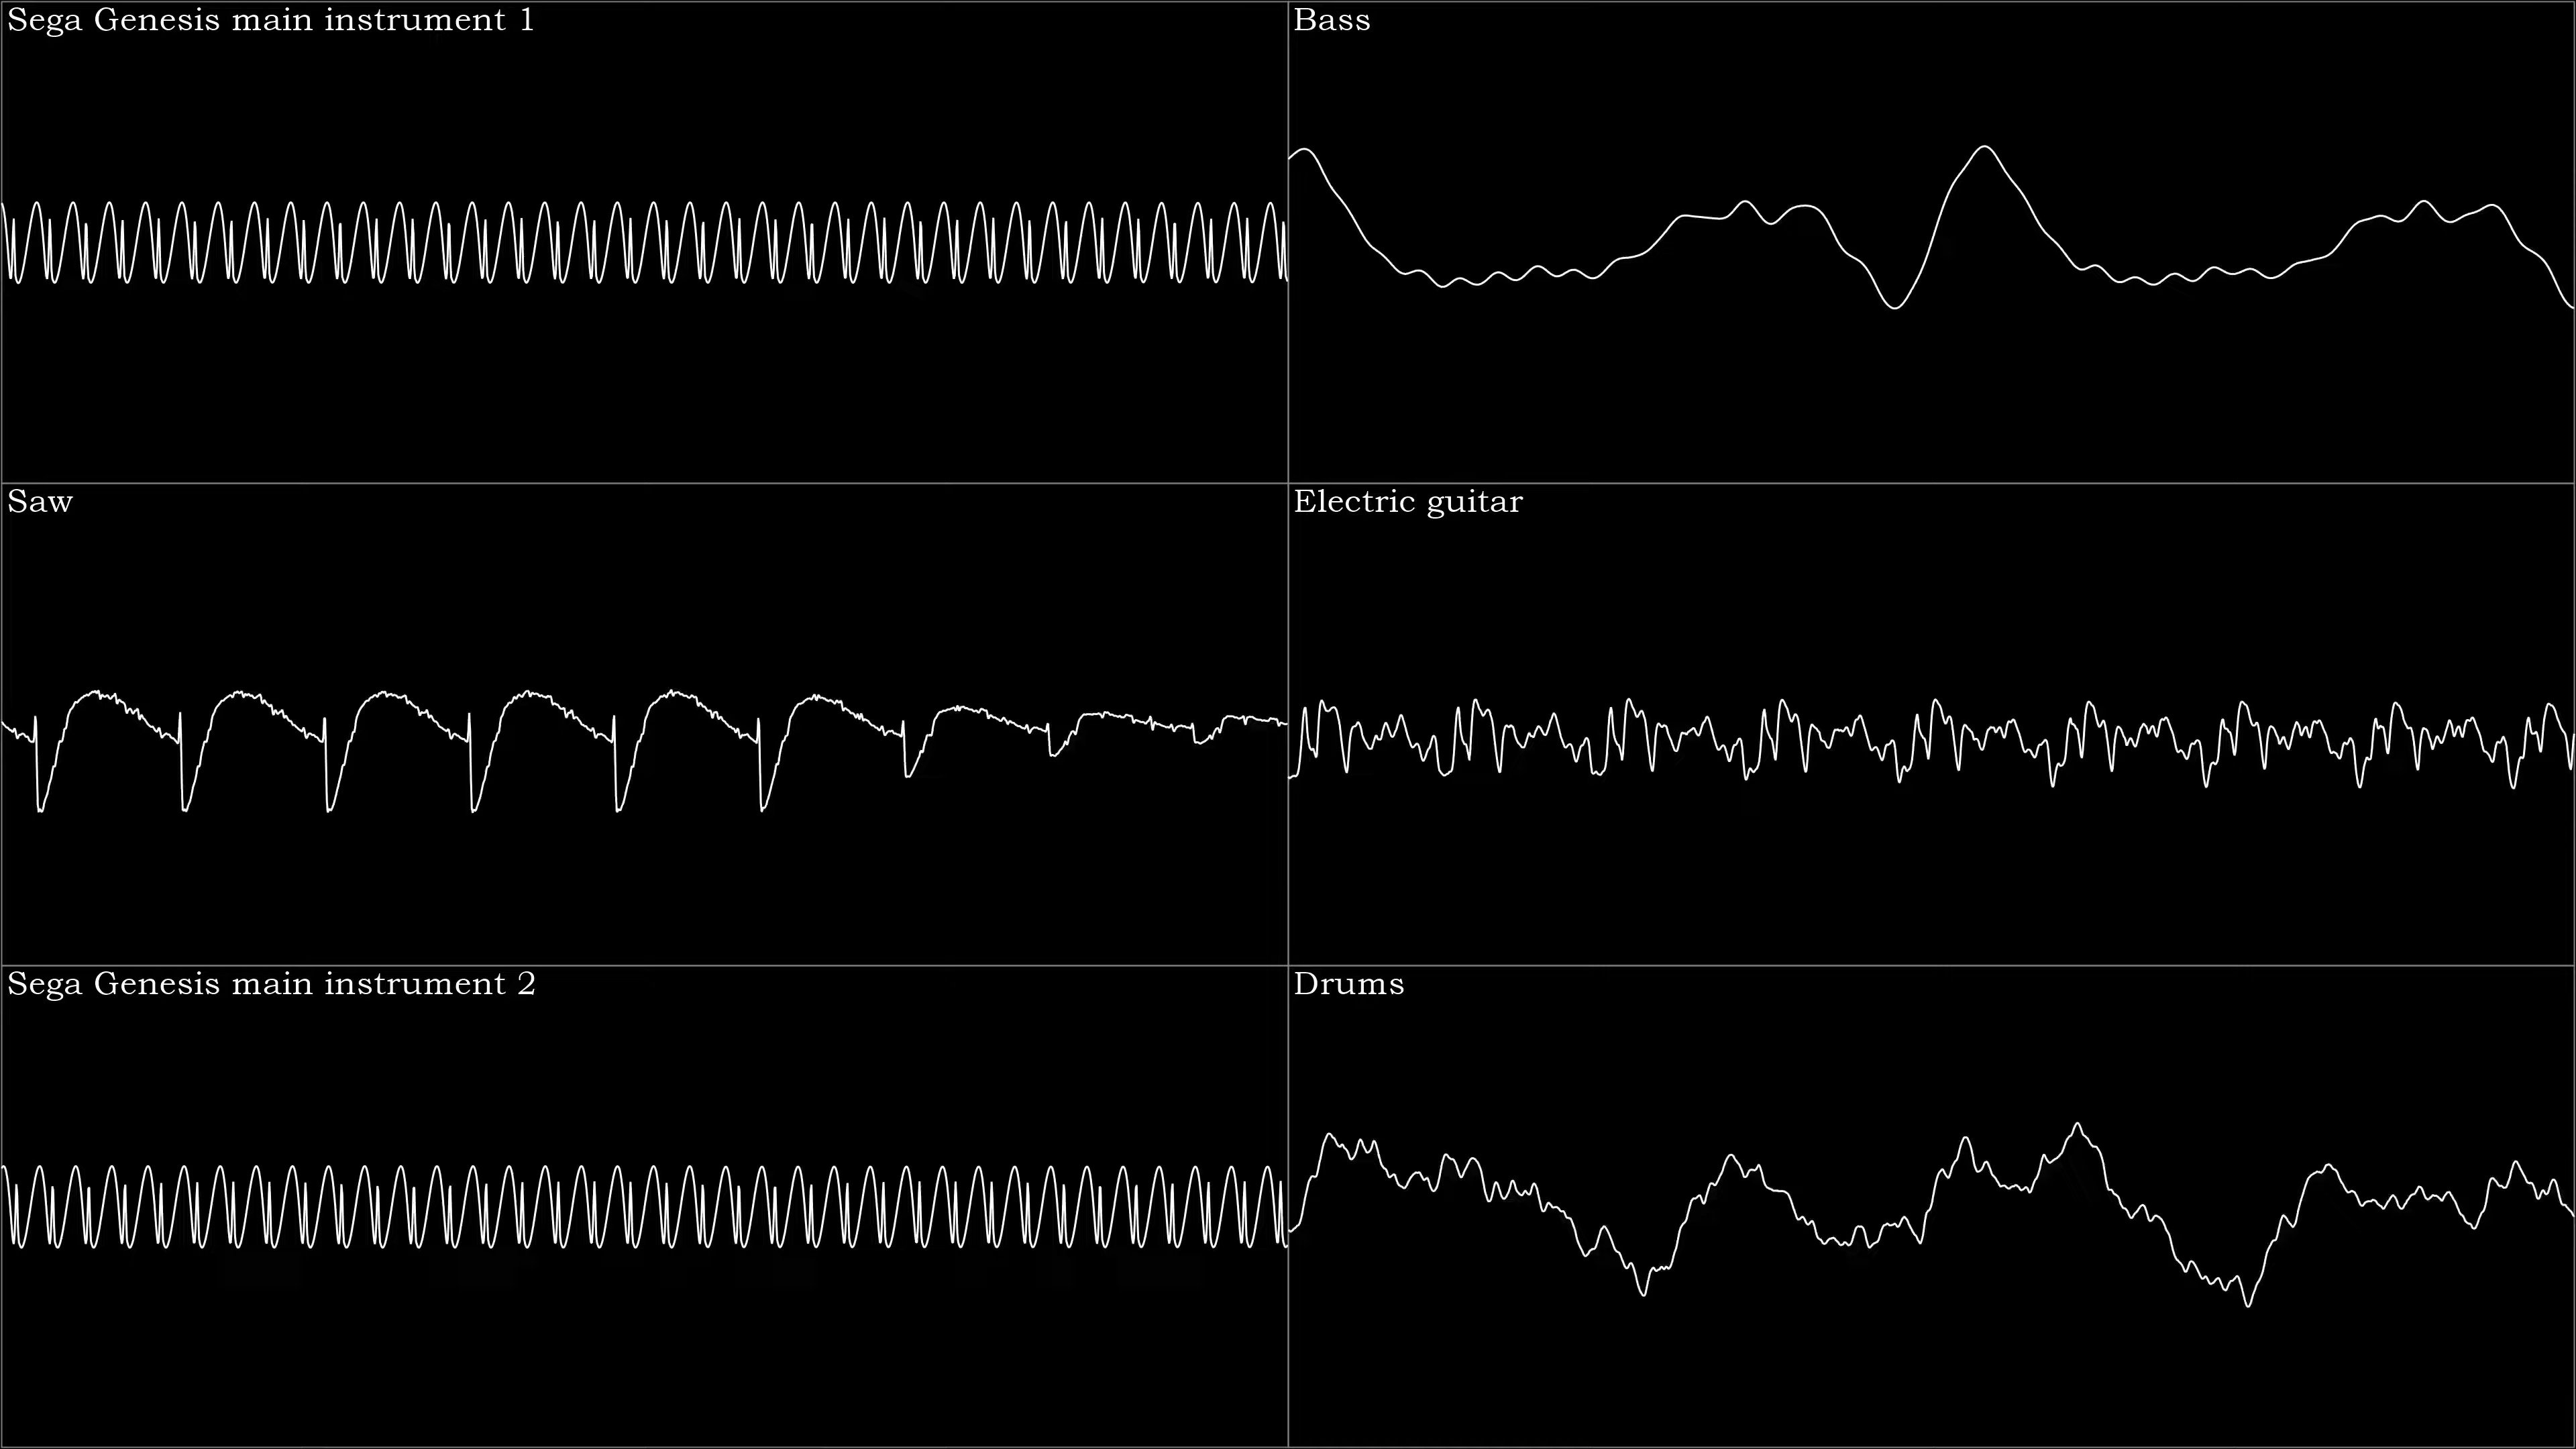 Sega Genesis main instrument 1
Bass
Saw
Electric guitar
Sega Genesis main instrument 2
Drums